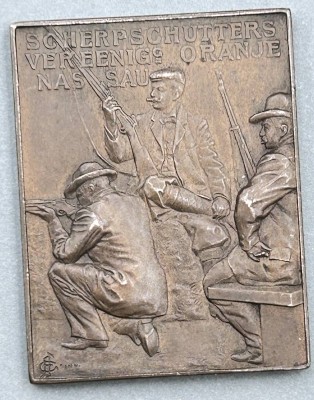 SCHERPSCHUTTERS
VEREENIGG ORANJE
NASSAU